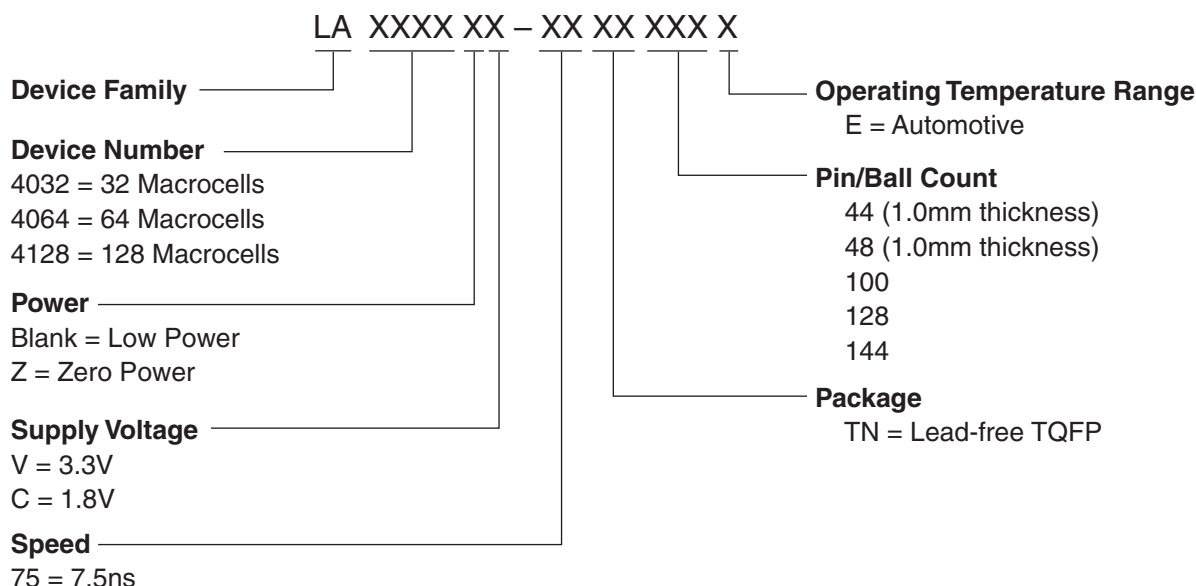 LA XXXX XX – XX XX XXX X
Device Family
Device Number
4032 = 32 Macrocells
4064 = 64 Macrocells
4128 = 128 Macrocells
Power
Blank = Low Power
Z = Zero Power
Supply Voltage
V = 3.3V
C = 1.8V
Speed
75 = 7.5ns
Operating Temperature Range
E = Automotive
Pin/Ball Count
44 (1.0mm thickness)
48 (1.0mm thickness)
100
128
144
Package
TN = Lead-free TQFP